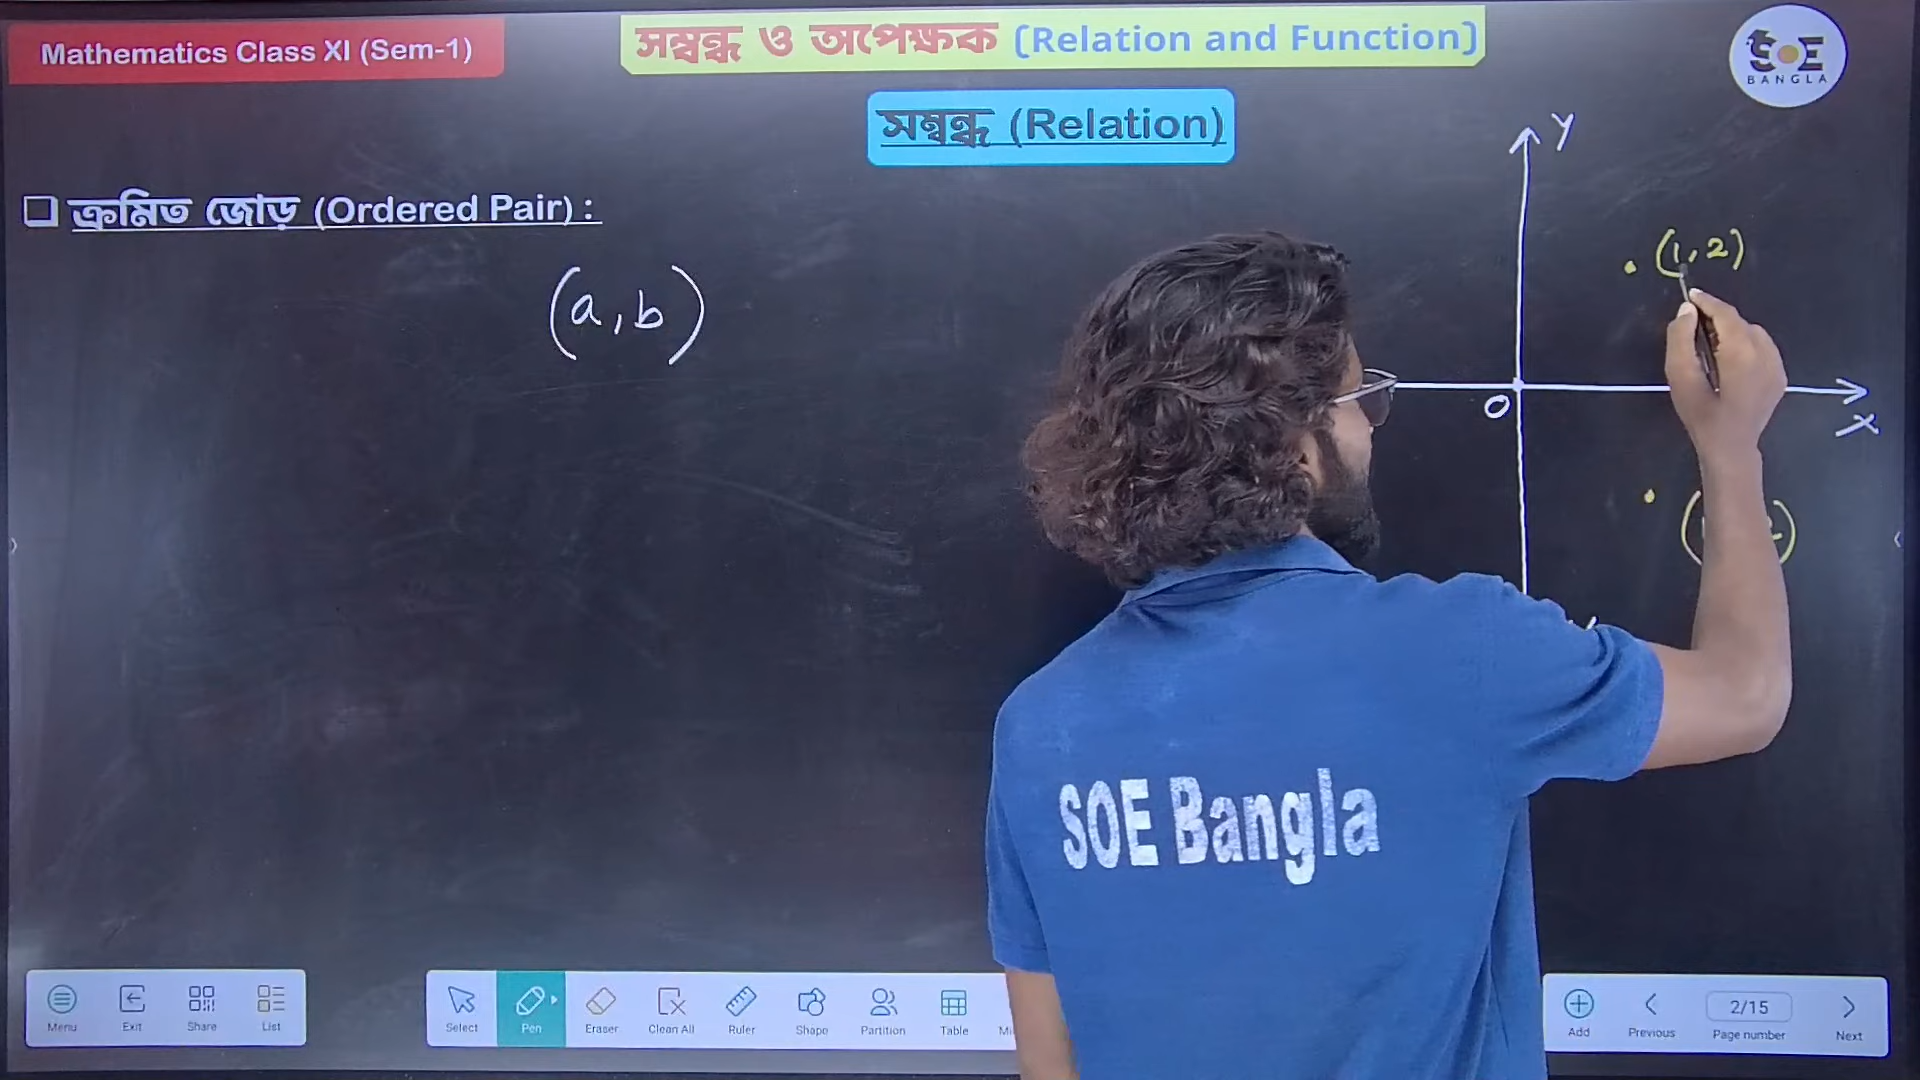 Mathematics Class XI (Sem-1)
সম্বন্ধ ও অপেক্ষক (Relation and Function)
SOE
BANGLA
সম্বন্ধ (Relation)
ক্রমিত জোড় (Ordered Pair) :
(a, b)
Y
(1, 2)
O
X
SOE Bangla
Menu
Exit
Share
List
Select
Pen
Eraser
Clean All
Ruler
Shape
Partition
Table
Add
Previous
2/15
Page number
Next